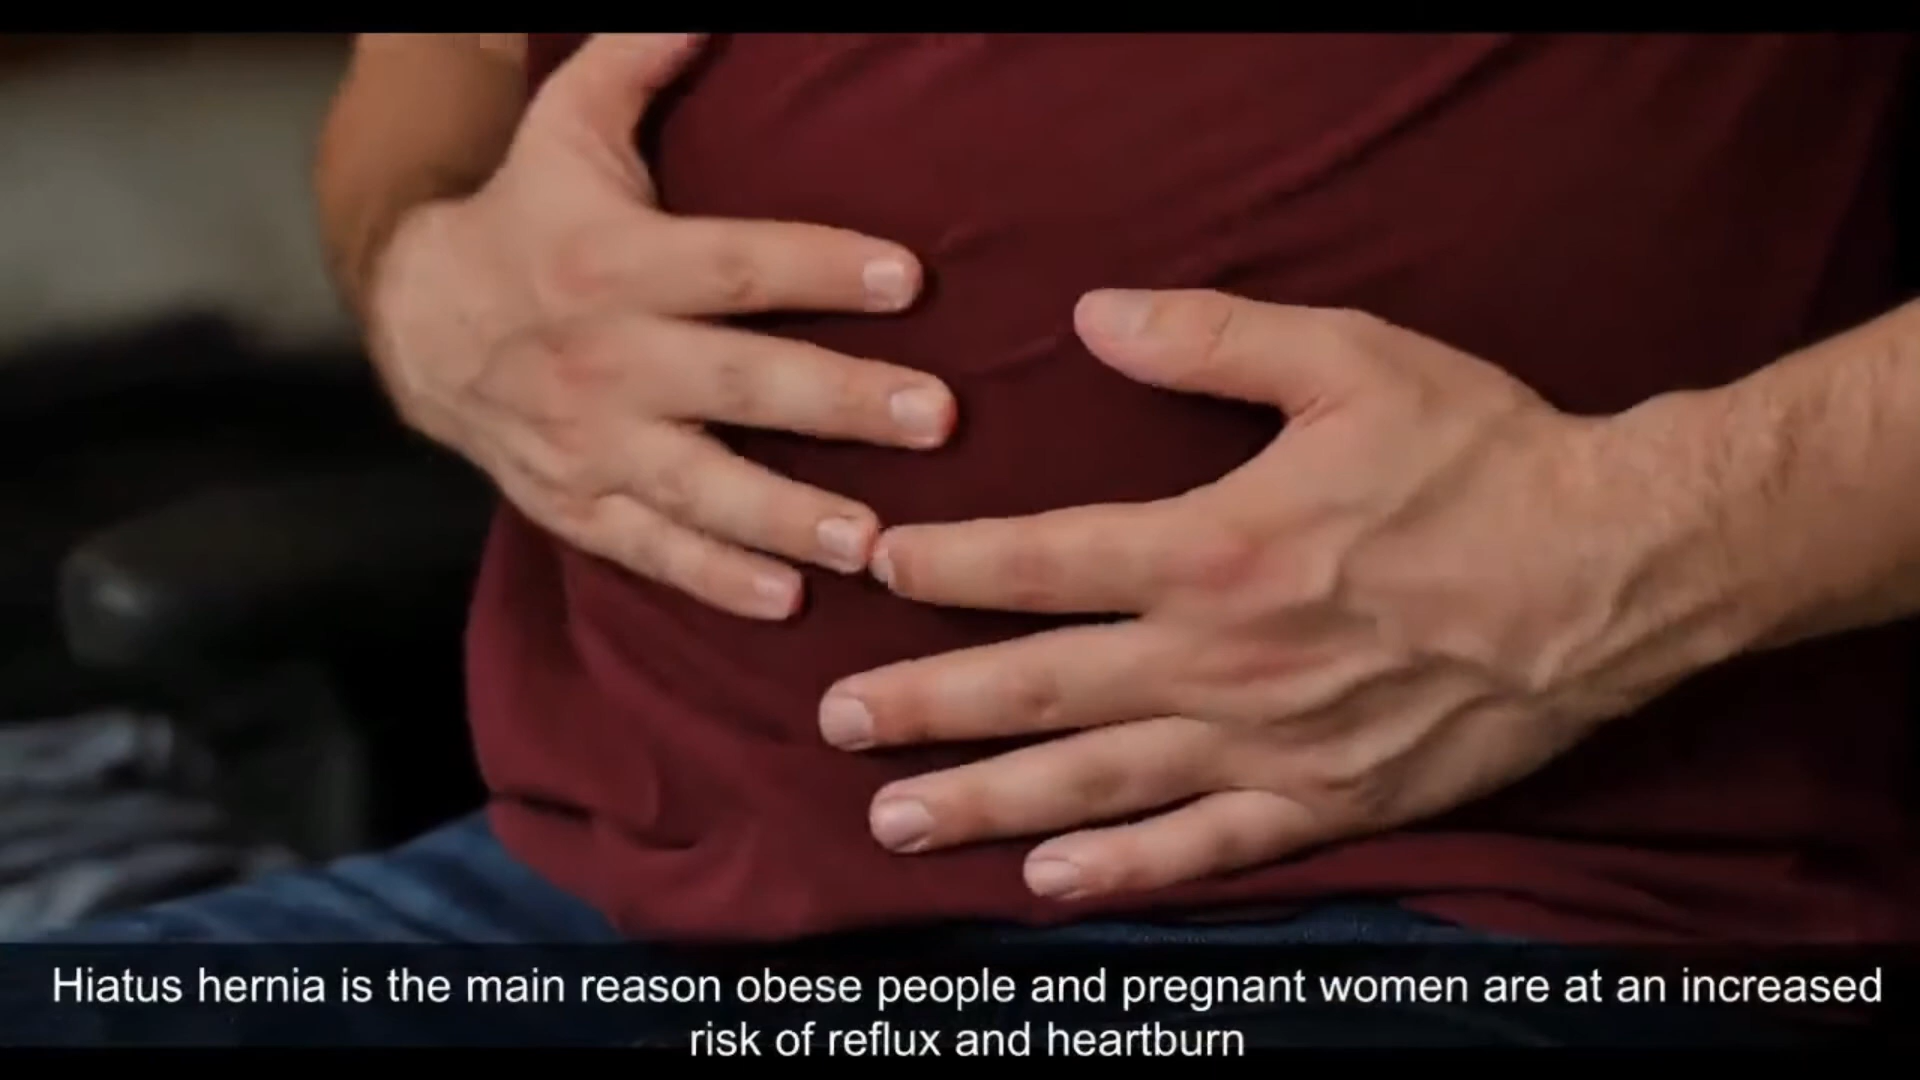 Hiatus hernia is the main reason obese people and pregnant women are at an increased
risk of reflux and heartburn